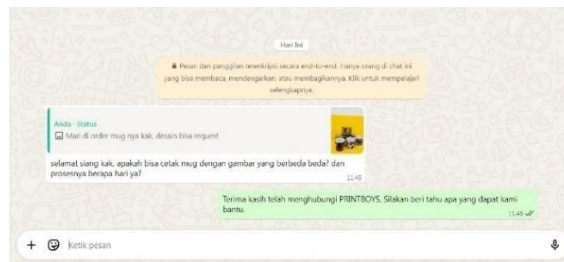 Hari Ini
Pesan dan panggilan terenkripsi secara end-to-end. Hanya orang di chat ini
yang bisa membaca, mendengarkan, atau membagikannya. Klik untuk mempelajari
selengkapnya.
Anda · Status
Mari di order mug nya kak, desain bisa request
selamat siang kak, apakah bisa cetak mug dengan gambar yang berbeda beda? dan
prosesnya berapa hari ya?
11.48
Terima kasih telah menghubungi PRINTBOYS, Silakan beri tahu apa yang dapat kami
bantu.
11.48
Ketik pesan